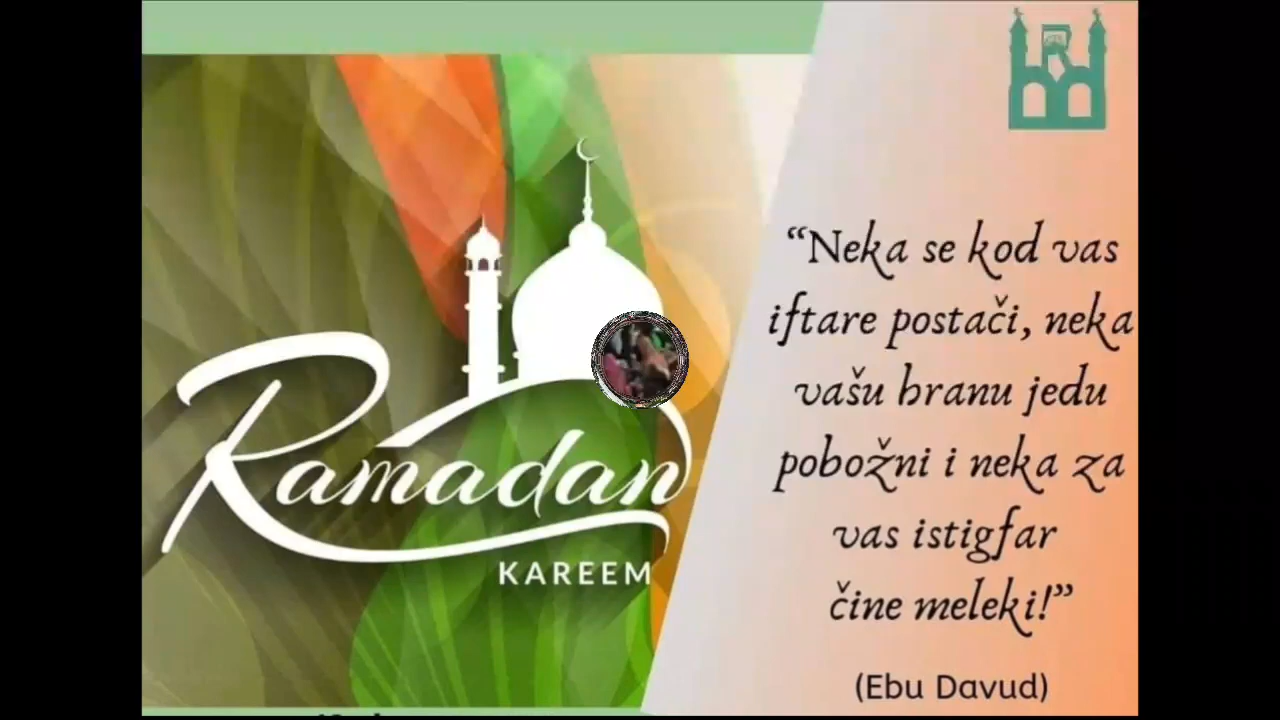 Ramadan
KAREEM
“Neka se kod vas
iftare postači, neka
vašu hranu jedu
pobožni i neka za
vas istigfar
čine meleki!”
(Ebu Davud)